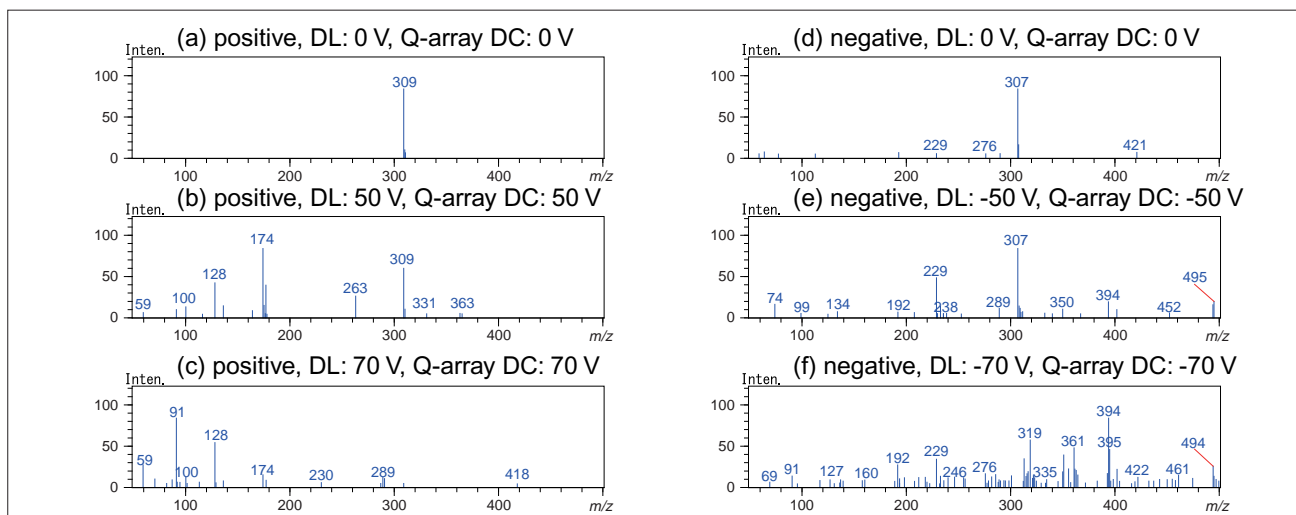 (a) positive, DL: 0 V, Q-array DC: 0 V
Inten.
100
50
0
309
100 200 300 400 m/z
(b) positive, DL: 50 V, Q-array DC: 50 V
Inten.
100
50
0
59 100 128 174 263 309 331 363
100 200 300 400 m/z
(c) positive, DL: 70 V, Q-array DC: 70 V
Inten.
100
50
0
59 91 100 128 174 230 289 418
100 200 300 400 m/z
(d) negative, DL: 0 V, Q-array DC: 0 V
Inten.
100
50
0
229 276 307 421
100 200 300 400 m/z
(e) negative, DL: -50 V, Q-array DC: -50 V
Inten.
100
50
0
74 99 134 192 229 238 289 307 350 394 452 495
100 200 300 400 m/z
(f) negative, DL: -70 V, Q-array DC: -70 V
Inten.
100
50
0
69 91 127 160 192 229 246 276 319 335 361 394 395 422 461 494
100 200 300 400 m/z